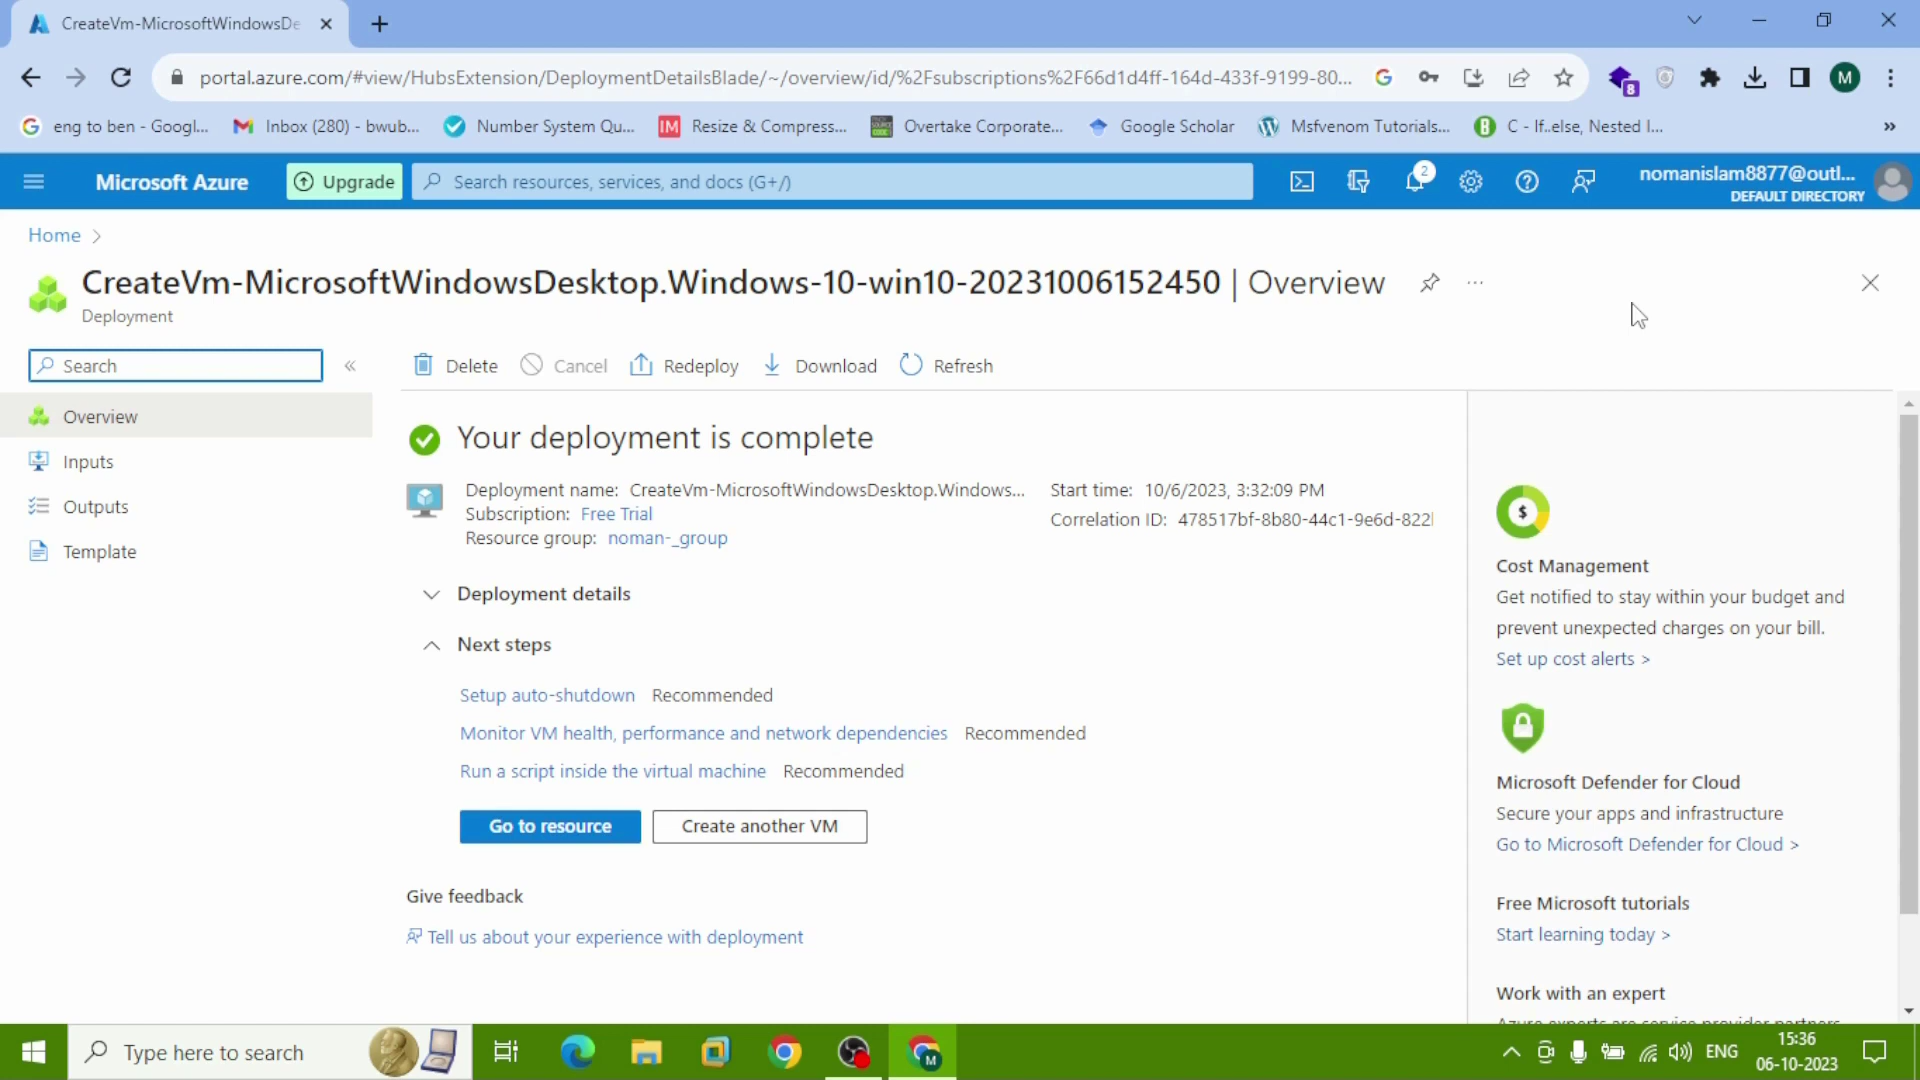 CreateVm-MicrosoftWindowsDe
portal.azure.com/#view/HubsExtension/DeploymentDetailsBlade/~/overview/id/%2Fsubscriptions%2F66d1d4ff-164d-433f-9199-80...
8
M
eng to ben - Googl...
Inbox (280) - bwub...
Number System Qu...
IM
Resize & Compress...
Overtake Corporate...
Google Scholar
Msfvenom Tutorials...
C - If..else, Nested I...
»
Microsoft Azure
Upgrade
Search resources, services, and docs (G+/)
2
nomanislam8877@outl...
DEFAULT DIRECTORY
Home
CreateVm-MicrosoftWindowsDesktop.Windows-10-win10-20231006152450 | Overview
...
Deployment
Search
«
Delete
Cancel
Redeploy
Download
Refresh
Overview
Inputs
Outputs
Template
Your deployment is complete
Deployment name: CreateVm-MicrosoftWindowsDesktop.Windows...
Subscription: Free Trial
Resource group: noman-_group
Start time: 10/6/2023, 3:32:09 PM
Correlation ID: 478517bf-8b80-44c1-9e6d-822
Deployment details
Next steps
Setup auto-shutdown Recommended
Monitor VM health, performance and network dependencies Recommended
Run a script inside the virtual machine Recommended
Go to resource
Create another VM
Give feedback
Tell us about your experience with deployment
$
Cost Management
Get notified to stay within your budget and
prevent unexpected charges on your bill.
Set up cost alerts >
Microsoft Defender for Cloud
Secure your apps and infrastructure
Go to Microsoft Defender for Cloud >
Free Microsoft tutorials
Start learning today >
Work with an expert
Azure experts are service provider partners
Type here to search
M
ENG
15:36
06-10-2023